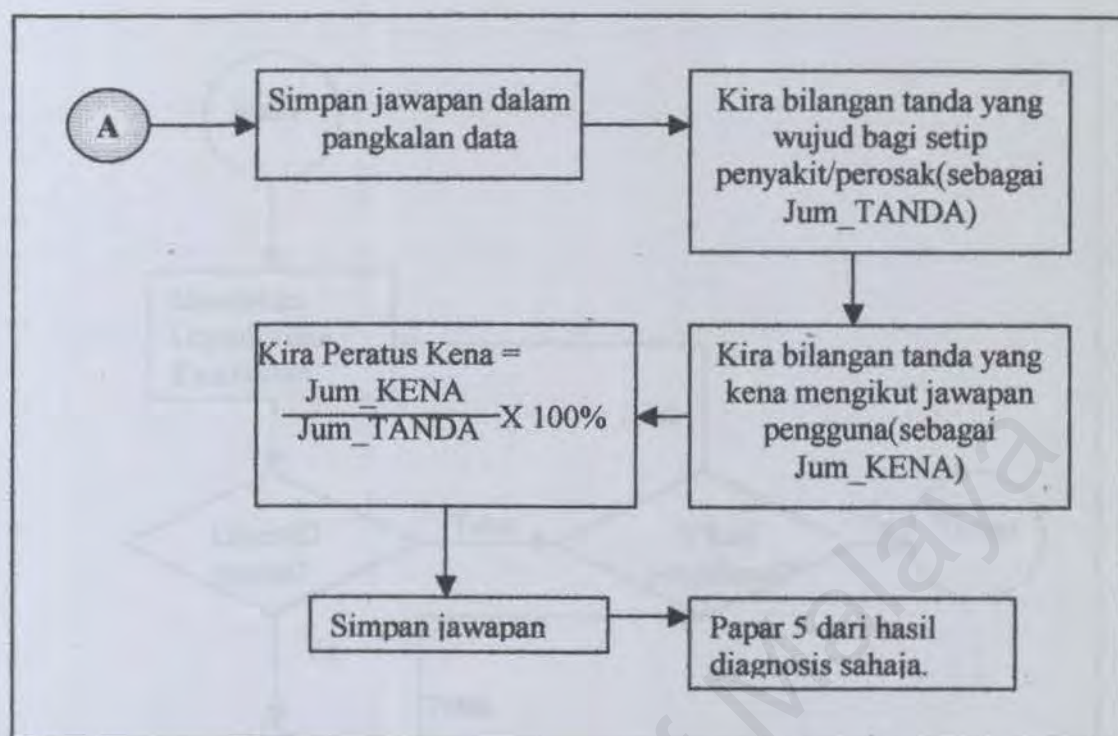 A
Simpan jawapan dalam
pangkalan data
Kira bilangan tanda yang
wujud bagi setip
penyakit/perosak(sebagai
Jum_TANDA)
Kira bilangan tanda yang
kena mengikut jawapan
pengguna(sebagai
Jum_KENA)
Kira Peratus Kena =
Jum_KENA
Jum_TANDA X 100%
Simpan jawapan
Papar 5 dari hasil
diagnosis sahaja.
of Malaya